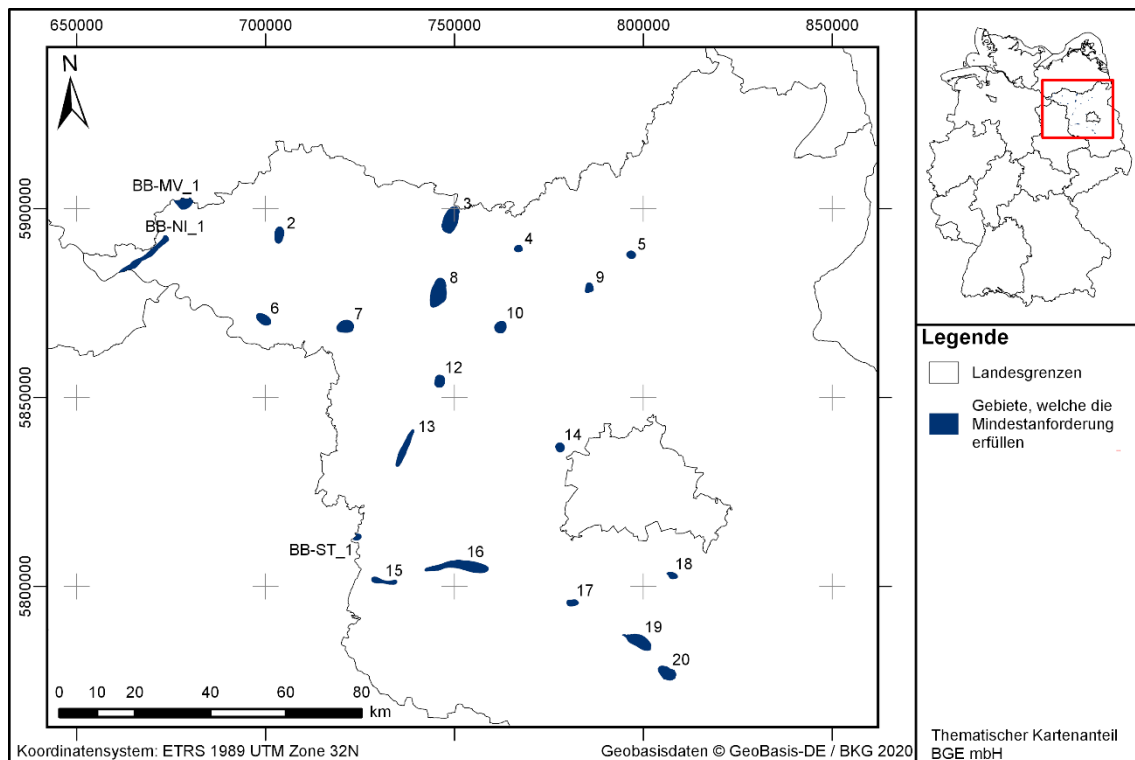 650000 700000 750000 800000 850000
N
5900000
5850000
5800000
BB-MV_1
BB-NI_1
2
3
4
5
6
7
8
9
10
12
13
14
BB-ST_1
15
16
17
18
19
20
0 10 20 40 60 80
km
Koordinatensystem: ETRS 1989 UTM Zone 32N
Geobasisdaten © GeoBasis-DE / BKG 2020
Legende
Landesgrenzen
Gebiete, welche die
Mindestanforderung
erfüllen
Thematischer Kartenanteil
BGE mbH